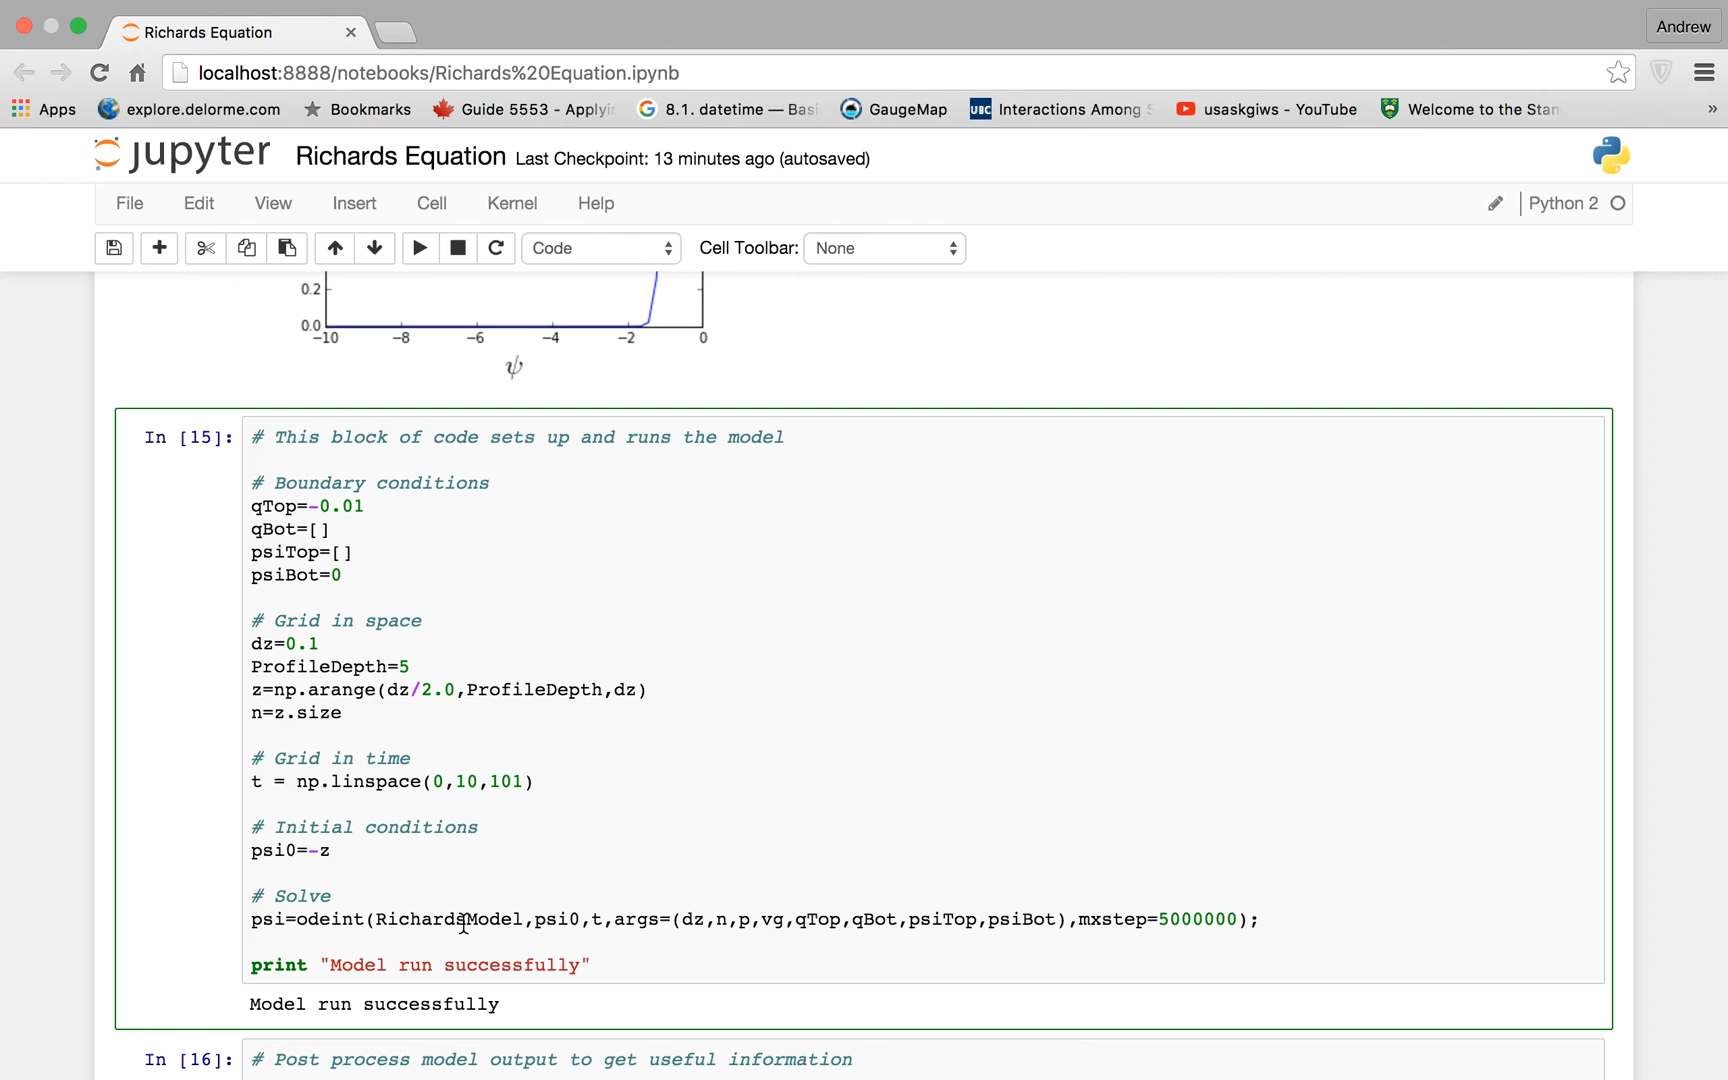 Richards Equation
Andrew
localhost:8888/notebooks/Richards%20Equation.ipynb
Apps explore.delorme.com Bookmarks Guide 5553 - Applyi 8.1. datetime — Basi GaugeMap UBC Interactions Among S usaskgiws - YouTube Welcome to the Stan »
jupyter Richards Equation Last Checkpoint: 13 minutes ago (autosaved)
File Edit View Insert Cell Kernel Help Python 2
Code Cell Toolbar: None
0.2
0.0
−10 −8 −6 −4 −2 0
ψ
In [15]: # This block of code sets up and runs the model
# Boundary conditions
qTop=-0.01
qBot=[]
psiTop=[]
psiBot=0
# Grid in space
dz=0.1
ProfileDepth=5
z=np.arange(dz/2.0,ProfileDepth,dz)
n=z.size
# Grid in time
t = np.linspace(0,10,101)
# Initial conditions
psi0=-z
# Solve
psi=odeint(RichardsModel,psi0,t,args=(dz,n,p,vg,qTop,qBot,psiTop,psiBot),mxstep=5000000);
print "Model run successfully"
Model run successfully
In [16]: # Post process model output to get useful information